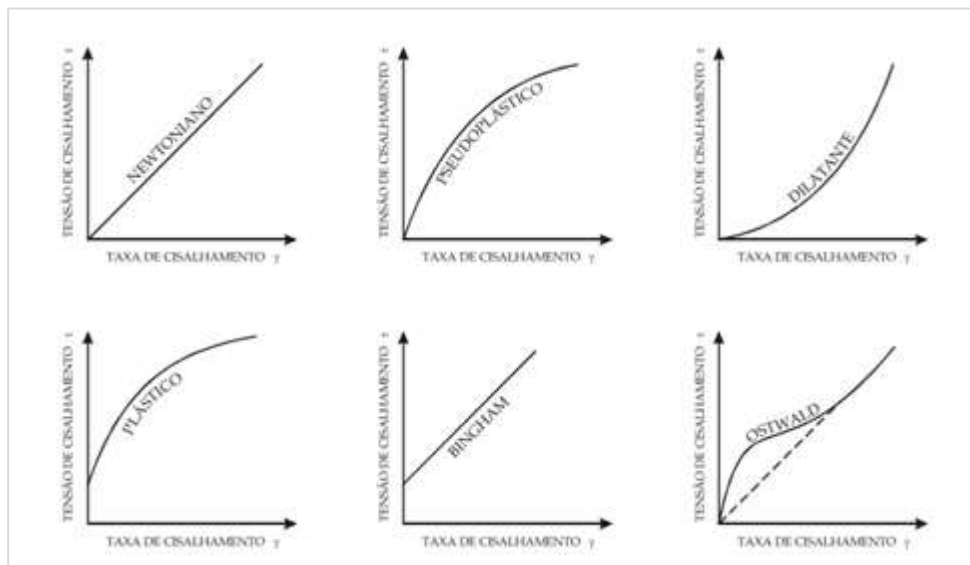 TENSÃO DE CISALHAMENTO τ
NEWTONIANO
TAXA DE CISALHAMENTO γ
TENSÃO DE CISALHAMENTO τ
PSEUDOPLÁSTICO
TAXA DE CISALHAMENTO γ
TENSÃO DE CISALHAMENTO τ
DILATANTE
TAXA DE CISALHAMENTO γ
TENSÃO DE CISALHAMENTO τ
PLÁSTICO
TAXA DE CISALHAMENTO γ
TENSÃO DE CISALHAMENTO τ
BINGHAM
TAXA DE CISALHAMENTO γ
TENSÃO DE CISALHAMENTO τ
OSTWALD
TAXA DE CISALHAMENTO γ